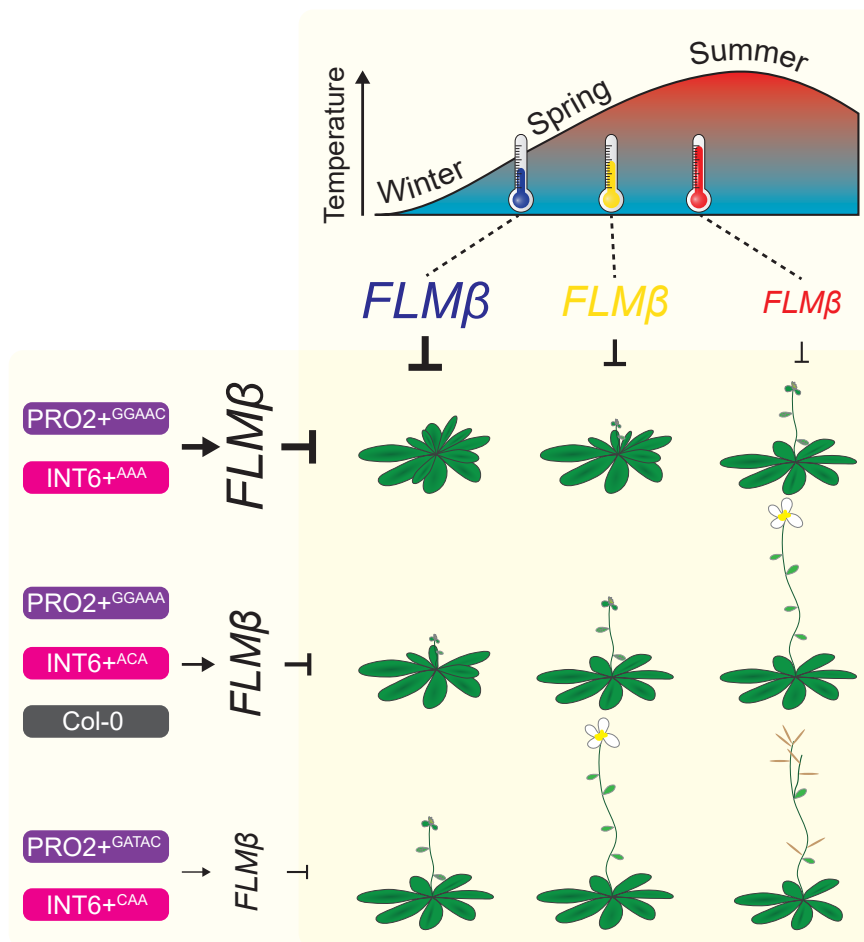 Summer
Spring
Winter
Temperature
FLMβ FLMβ FLMβ
PRO2+GGAAC
INT6+AAA
FLMβ
PRO2+GGAAA
INT6+ACA
Col-0
FLMβ
PRO2+GATAC
INT6+CAA
FLMβ